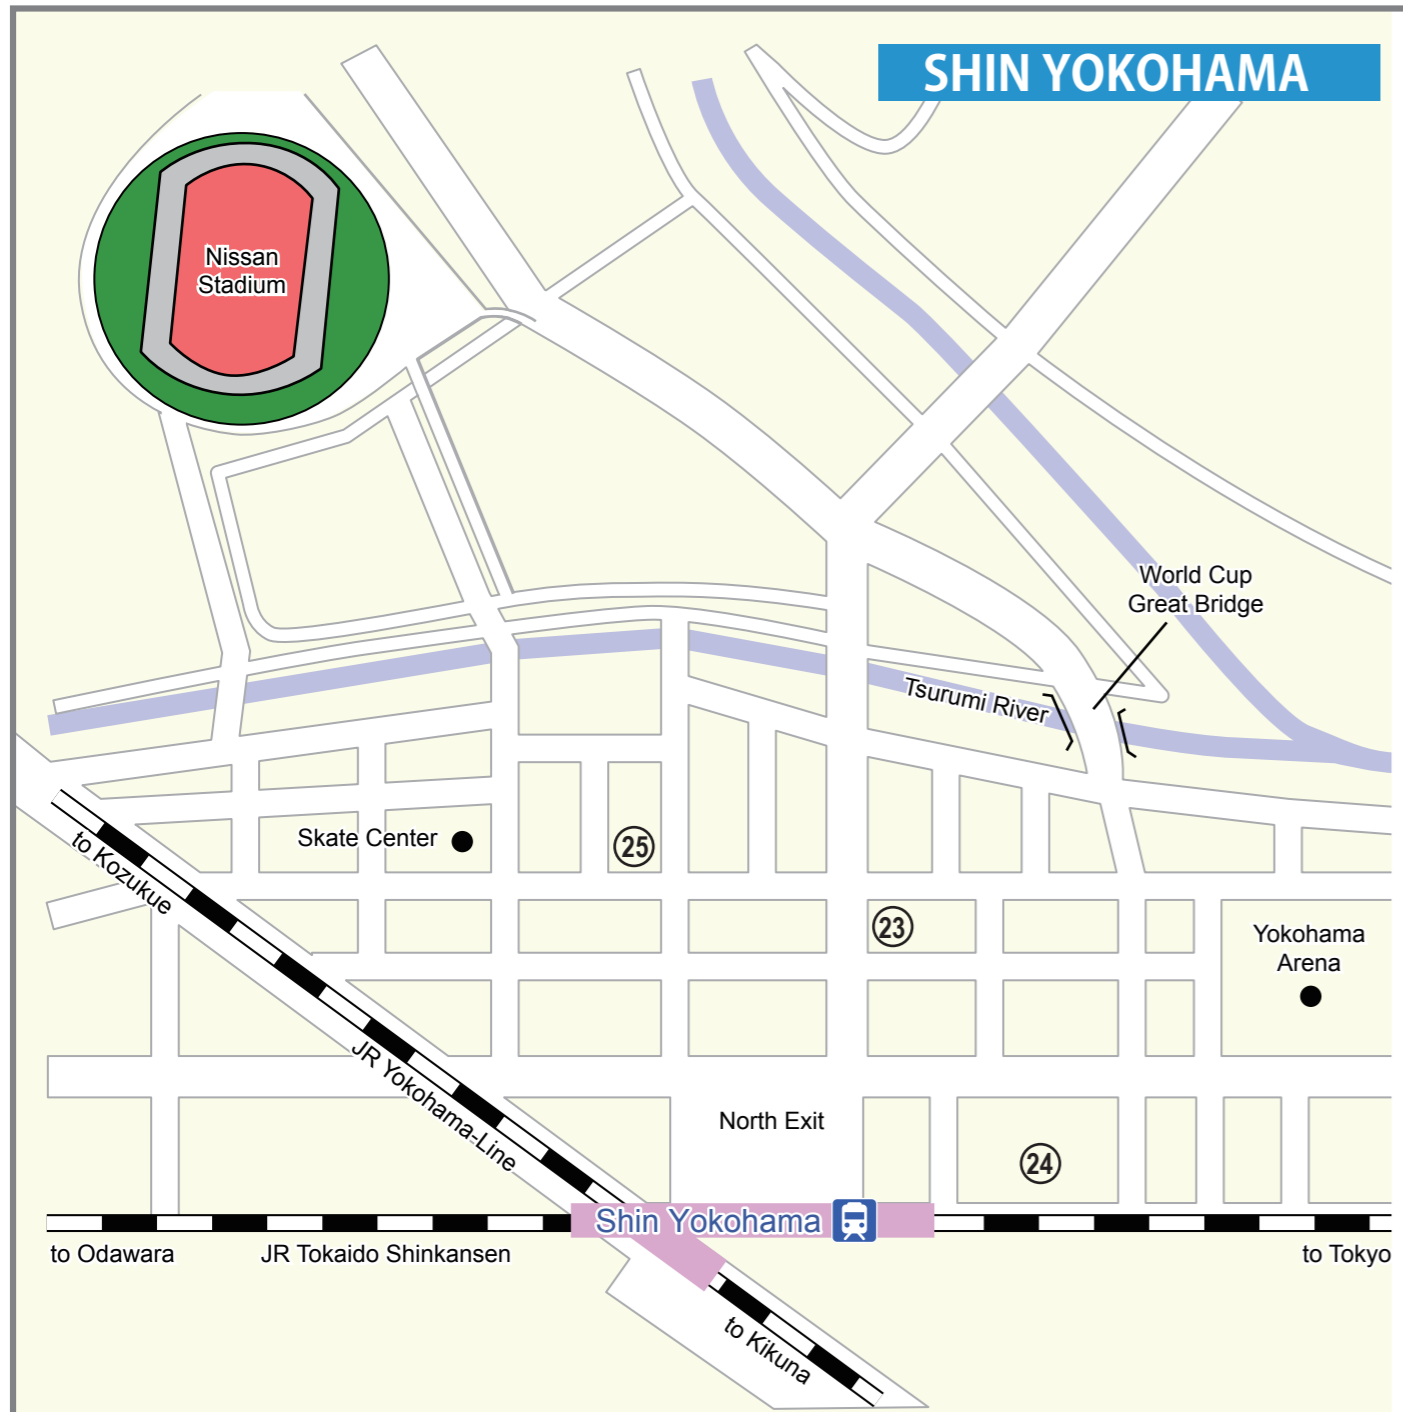 SHIN YOKOHAMA
Nissan
Stadium
World Cup
Great Bridge
Tsurumi River
Skate Center
25
to Kozukue
23
Yokohama
Arena
JR Yokohama-Line
North Exit
24
Shin Yokohama
to Odawara
JR Tokaido Shinkansen
to Tokyo
to Kikuna